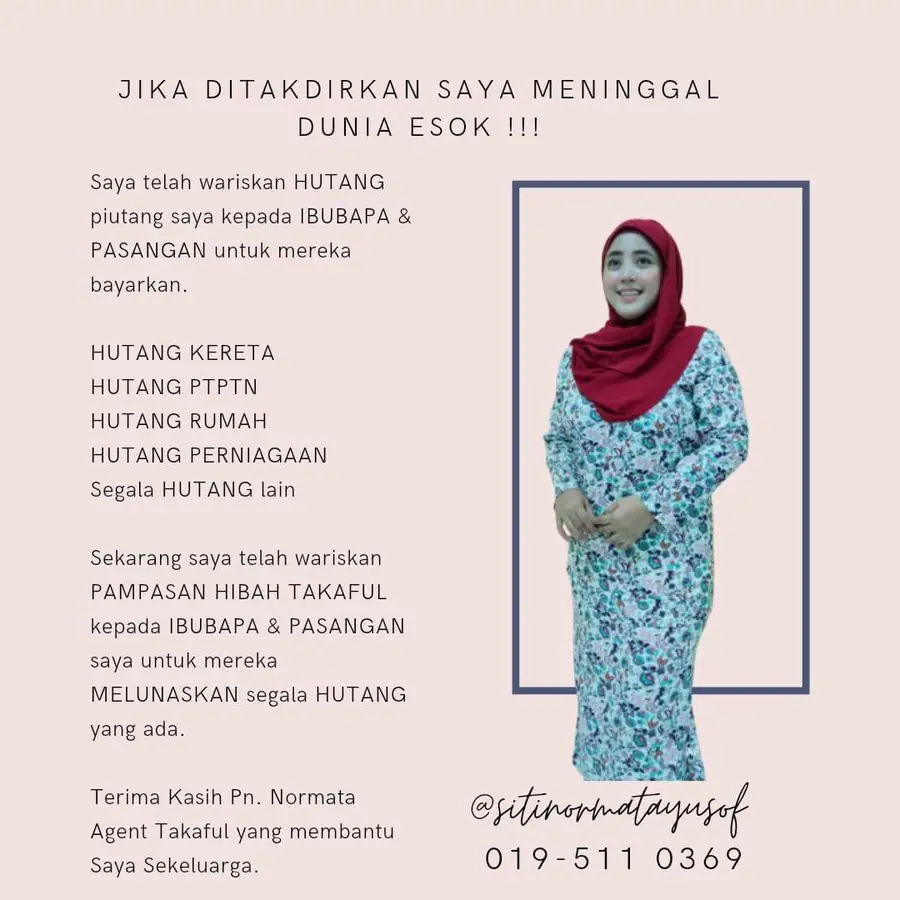 JIKA DITAKDIRKAN SAYA MENINGGAL
DUNIA ESOK !!!
Saya telah wariskan HUTANG
piutang saya kepada IBUBAPA &
PASANGAN untuk mereka
bayarkan.
HUTANG KERETA
HUTANG PTPTN
HUTANG RUMAH
HUTANG PERNIAGAAN
Segala HUTANG lain
Sekarang saya telah wariskan
PAMPASAN HIBAH TAKAFUL
kepada IBUBAPA & PASANGAN
saya untuk mereka
MELUNASKAN segala HUTANG
yang ada.
Terima Kasih Pn. Normata
Agent Takaful yang membantu
Saya Sekeluarga.
@sitinormatayusof
019-511 0369